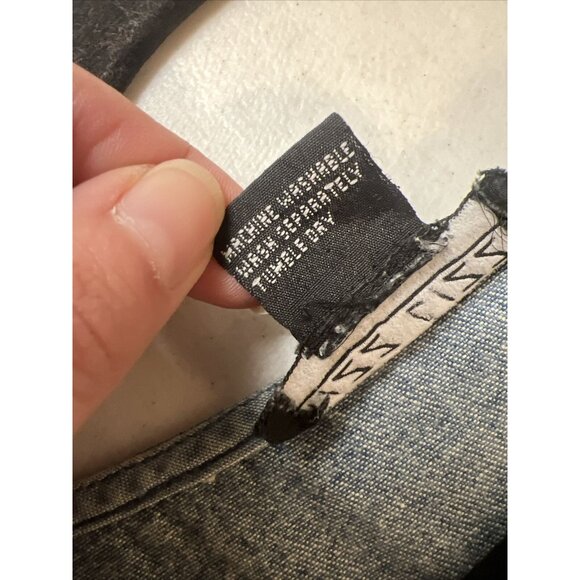 MACHINE WASHABLE
WASH SEPARATELY
TUMBLE DRY